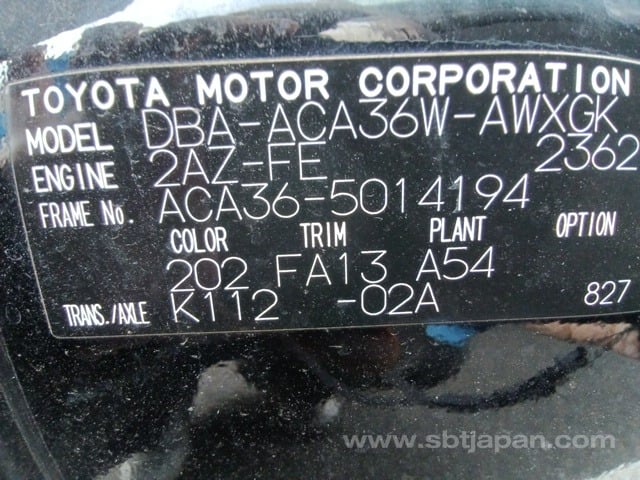 TOYOTA MOTOR CORPORATION
MODEL DBA-ACA36W-AWXGK
ENGINE 2AZ-FE 2362
FRAME No. ACA36-5014194
COLOR TRIM PLANT OPTION
202 FA13 A54
TRANS./AXLE K112 -02A 827
www.sbtjapan.com